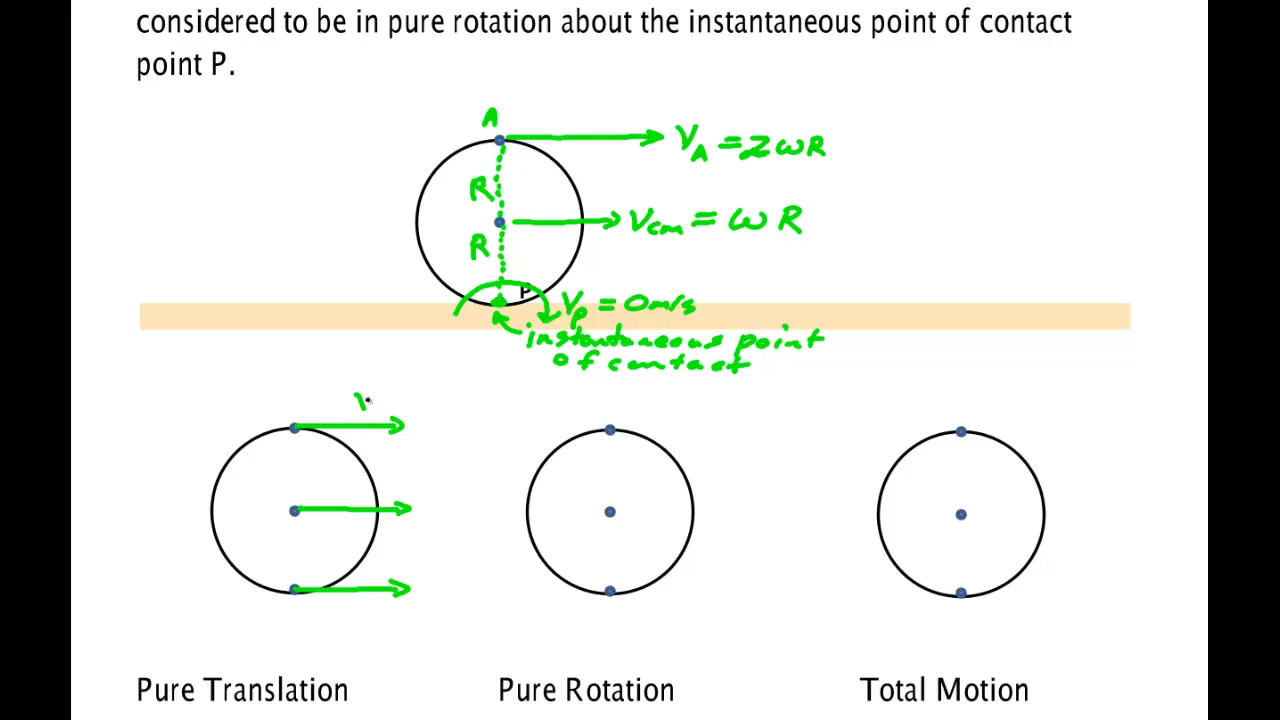 considered to be in pure rotation about the instantaneous point of contact
point P.
A
V_A = 2ωR
R
V_cm = ω R
R
P
V_P = 0 m/s
instantaneous point
of contact
V
Pure Translation Pure Rotation Total Motion